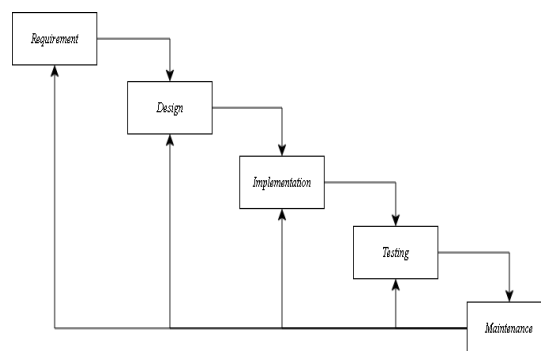 Requirement
Design
Implementation
Testing
Maintenance